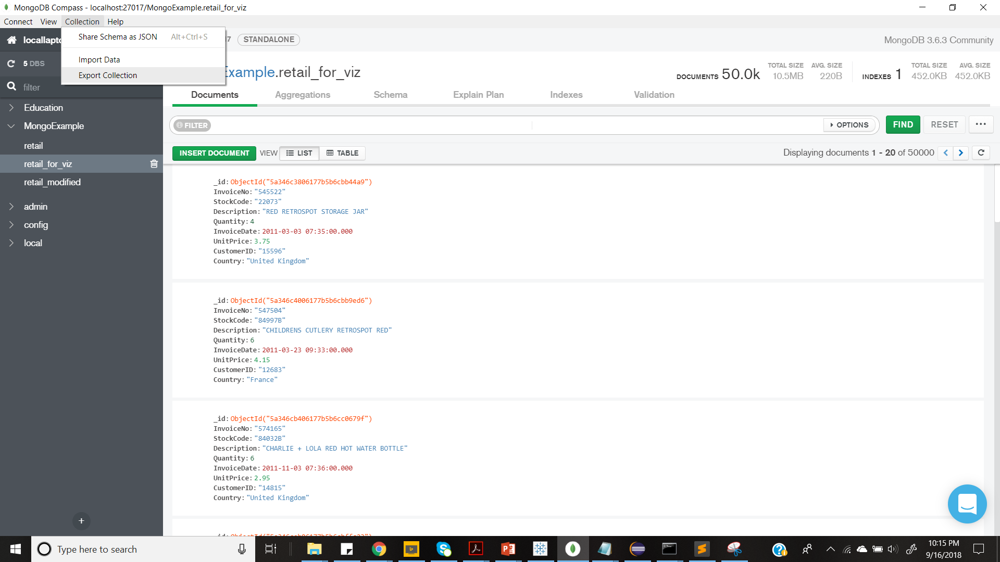 MongoDB Compass - localhost:27017/MongoExample.retail_for_viz
Connect View Collection Help
Share Schema as JSON Alt+Ctrl+S
Import Data
Export Collection
7 STANDALONE
MongoDB 3.6.3 Community
5 DBS
filter
Education
MongoExample
retail
retail_for_viz
retail_modified
admin
config
local
+
Example.retail_for_viz
DOCUMENTS 50.0k TOTAL SIZE 10.5MB AVG. SIZE 220B
INDEXES 1 TOTAL SIZE 452.0KB AVG. SIZE 452.0KB
Documents Aggregations Schema Explain Plan Indexes Validation
FILTER OPTIONS FIND RESET ...
INSERT DOCUMENT VIEW LIST TABLE Displaying documents 1 - 20 of 50000
_id: ObjectId("5a346c3806177b5b6cbb44a9")
InvoiceNo: "545522"
StockCode: "22073"
Description: "RED RETROSPOT STORAGE JAR"
Quantity: 4
InvoiceDate: 2011-03-03 07:35:00.000
UnitPrice: 3.75
CustomerID: "15596"
Country: "United Kingdom"
_id: ObjectId("5a346c4006177b5b6cbb9ed6")
InvoiceNo: "547504"
StockCode: "84997B"
Description: "CHILDRENS CUTLERY RETROSPOT RED"
Quantity: 6
InvoiceDate: 2011-03-23 09:33:00.000
UnitPrice: 4.15
CustomerID: "12683"
Country: "France"
_id: ObjectId("5a346cb406177b5b6cc0679f")
InvoiceNo: "574165"
StockCode: "84032B"
Description: "CHARLIE + LOLA RED HOT WATER BOTTLE"
Quantity: 6
InvoiceDate: 2011-11-03 07:36:00.000
UnitPrice: 2.95
CustomerID: "14815"
Country: "United Kingdom"
Type here to search
10:15 PM
9/16/2018